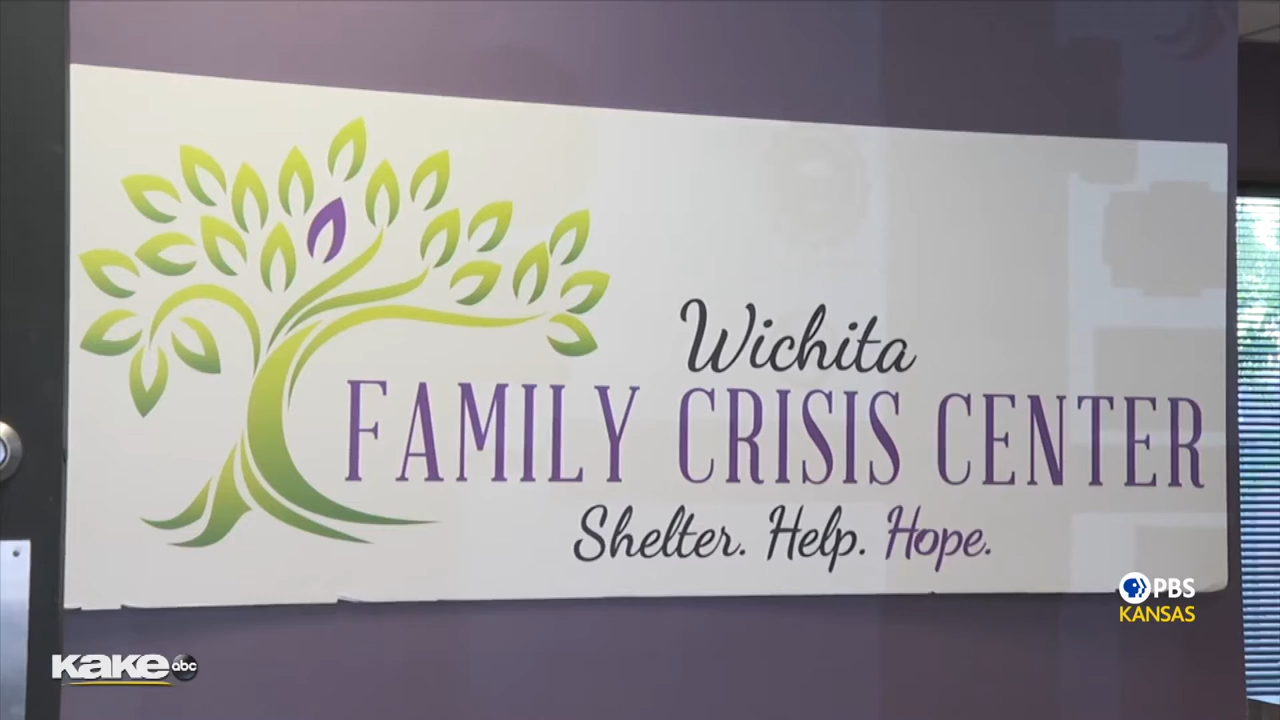 Wichita
FAMILY CRISIS CENTER
Shelter. Help. Hope.
PBS
KANSAS
KAKE abc